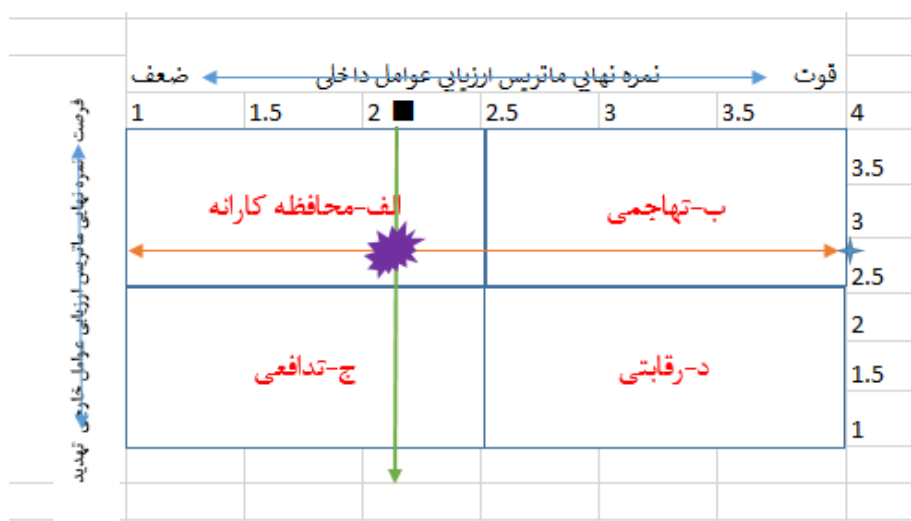 قوت نمره نهایی ماتریس ارزیابی عوامل داخلی ضعف
1 1.5 2 2.5 3 3.5 4
فرصت نمره نهایی ماتریس ارزیابی عوامل خارجی تهدید
3.5
3
2.5
2
1.5
1
ب-تهاجمی
الف-محافظه کارانه
د-رقابتی
ج-تدافعی